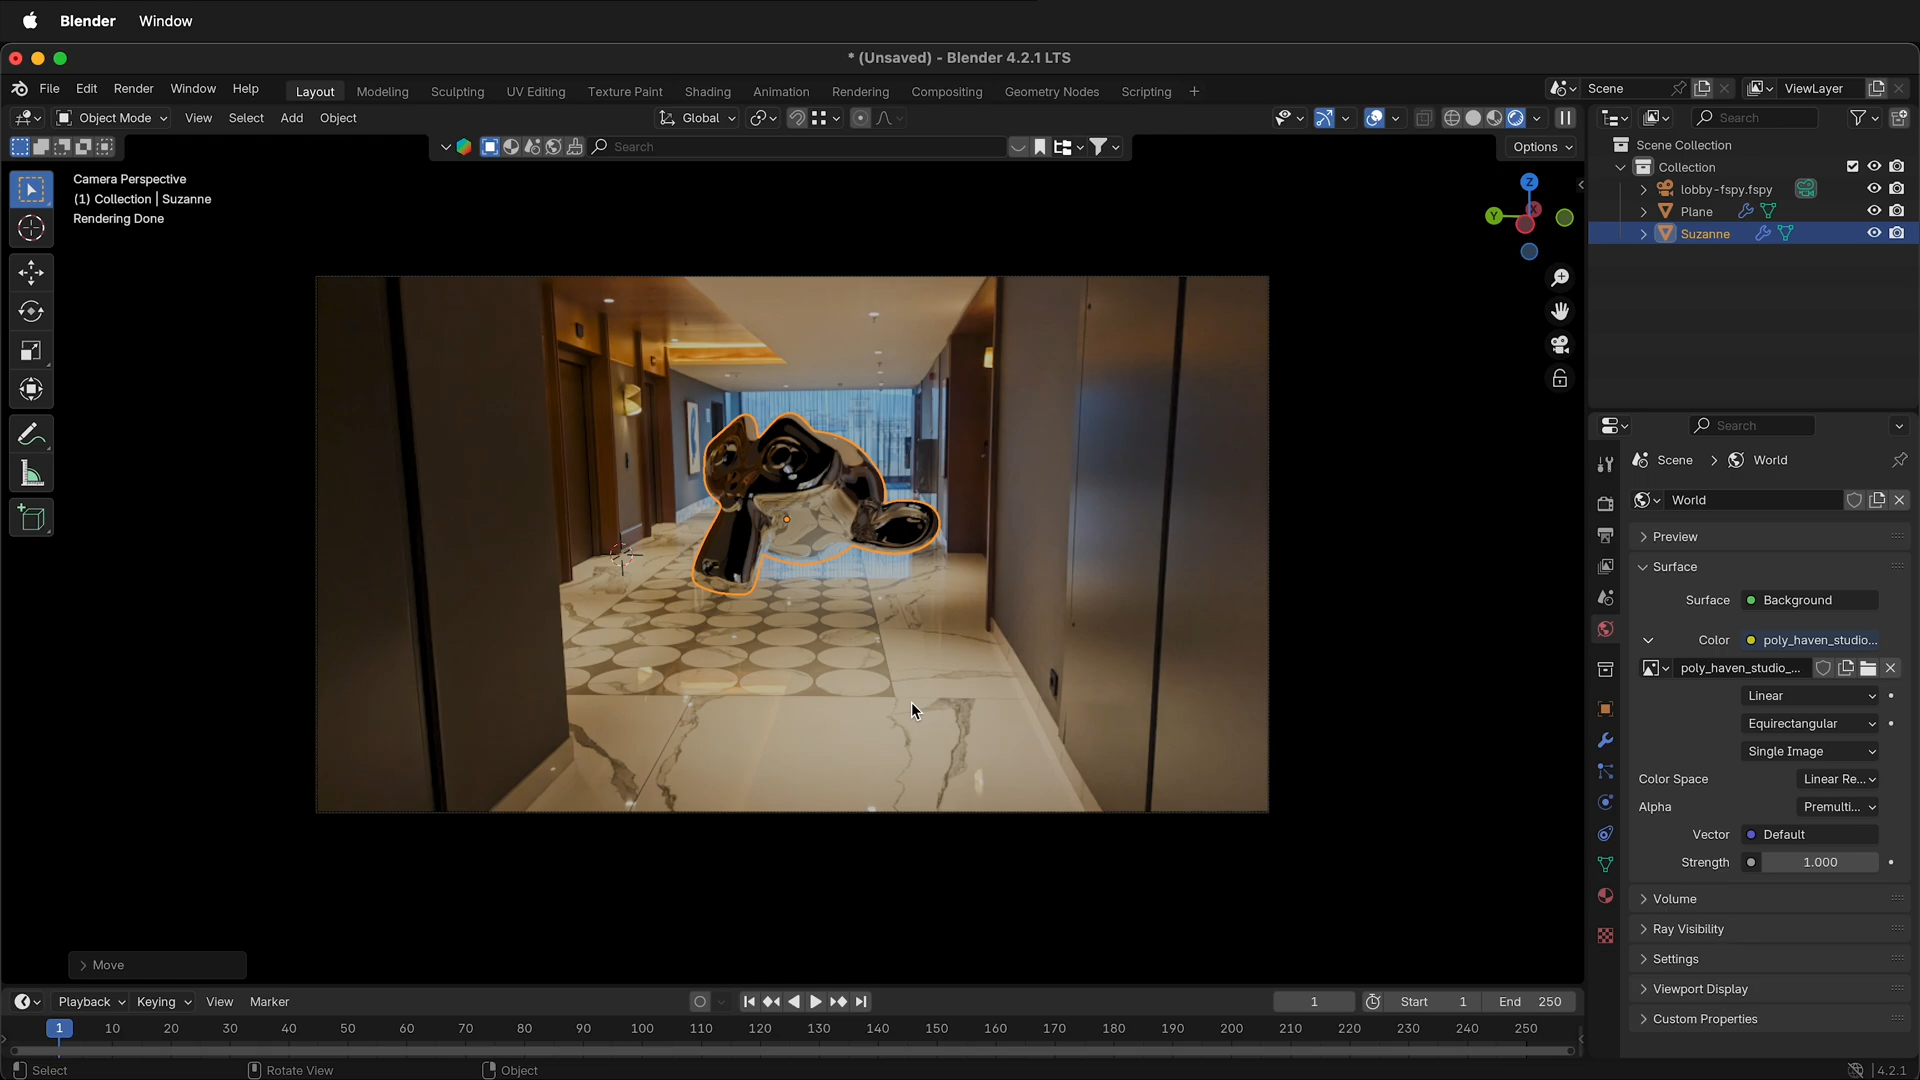 Blender Window
* (Unsaved) - Blender 4.2.1 LTS
File Edit Render Window Help Layout Modeling Sculpting UV Editing Texture Paint Shading Animation Rendering Compositing Geometry Nodes Scripting + Scene ViewLayer
Object Mode View Select Add Object Global Search
Search Options
Camera Perspective
(1) Collection | Suzanne
Rendering Done
Z
Y
X
Scene Collection
Collection
lobby-fspy.fspy
Plane
Suzanne
Search
Scene > World
World
Preview
Surface
Surface Background
Color poly_haven_studio...
poly_haven_studio_...
Linear
Equirectangular
Single Image
Color Space Linear Re...
Alpha Premulti...
Vector Default
Strength 1.000
Volume
Ray Visibility
Settings
Viewport Display
Custom Properties
Move
Playback Keying View Marker 1 Start 1 End 250
1 10 20 30 40 50 60 70 80 90 100 110 120 130 140 150 160 170 180 190 200 210 220 230 240 250
Select Rotate View Object 4.2.1